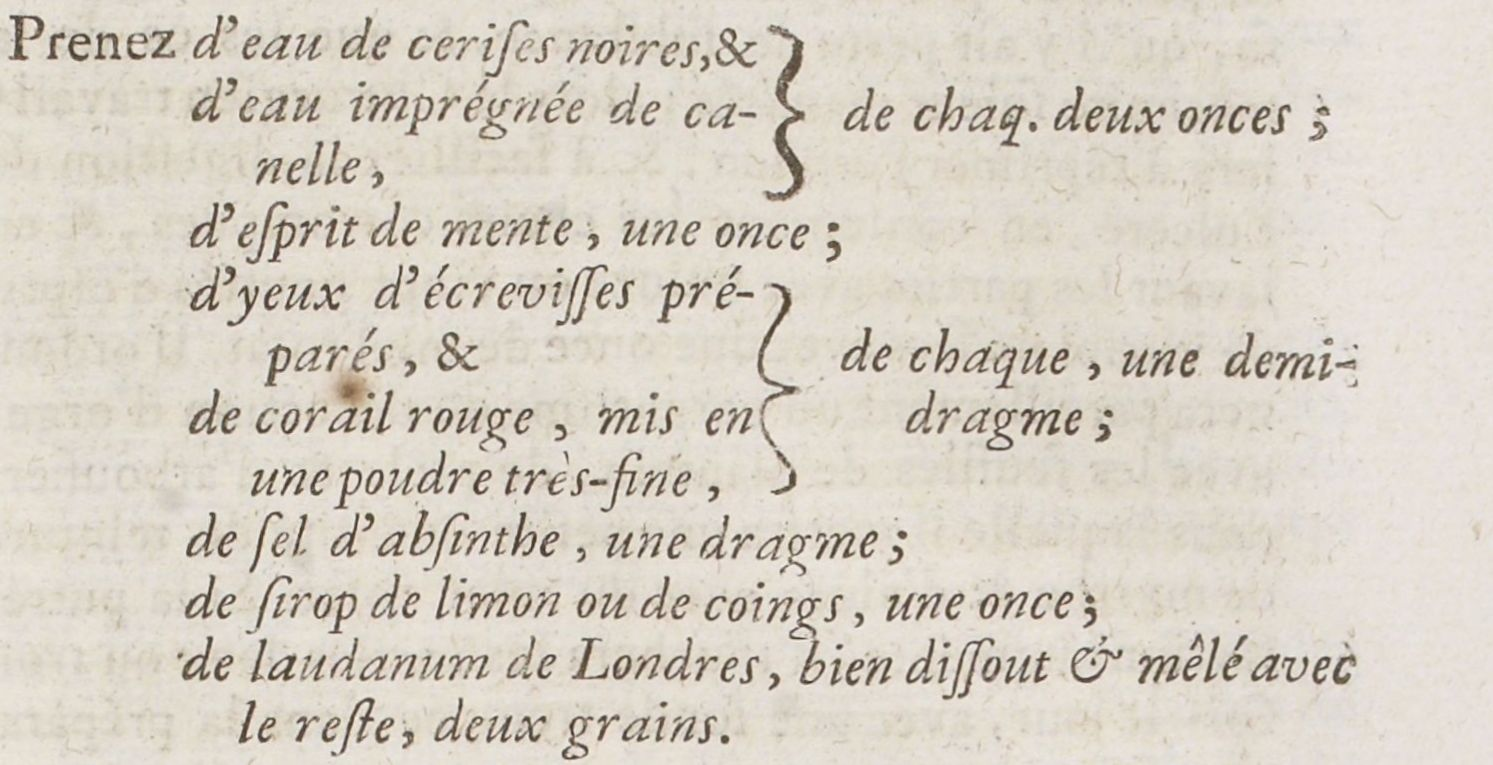 Prenez d'eau de ceriſes noires, &
d'eau imprégnée de ca-
nelle,
de chaq. deux onces ;
d'eſprit de mente, une once ;
d'yeux d'écreviſſes pré-
parés, &
de corail rouge, mis en
une poudre très-fine,
de chaque, une demi-
dragme ;
de ſel d'abſinthe, une dragme ;
de ſirop de limon ou de coings, une once ;
de laudanum de Londres, bien diſſout & mêlé avec
le reſte, deux grains.